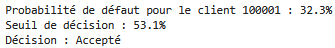 Probabilité de défaut pour le client 100001 : 32.3%
Seuil de décision : 53.1%
Décision : Accepté